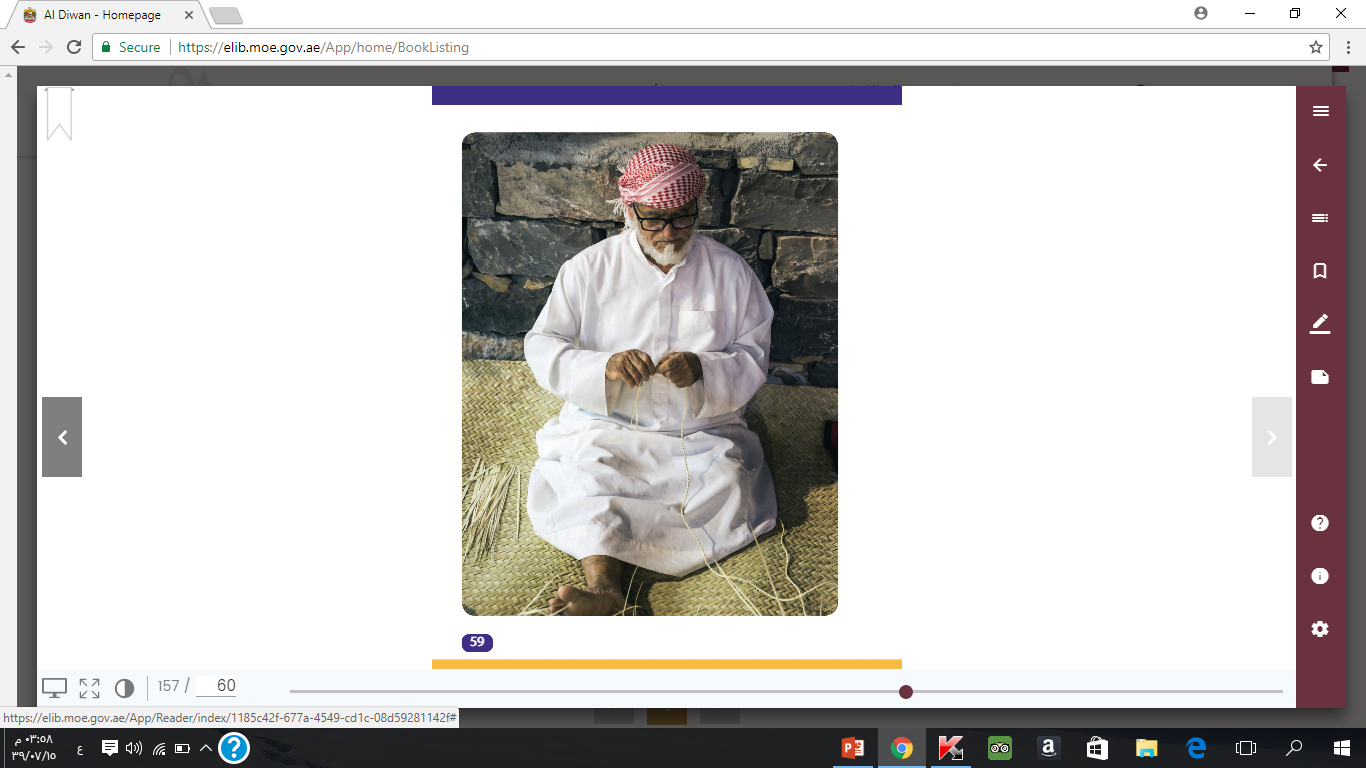 Al Diwan - Homepage
Secure
https://elib.moe.gov.ae/App/home/BookListing
59
157 / 60
https://elib.moe.gov.ae/App/Reader/index/1185c42f-677a-4549-cd1c-08d59281142f#
٠٣:٥٨ م
ع
٣٩/٠٧/١٥